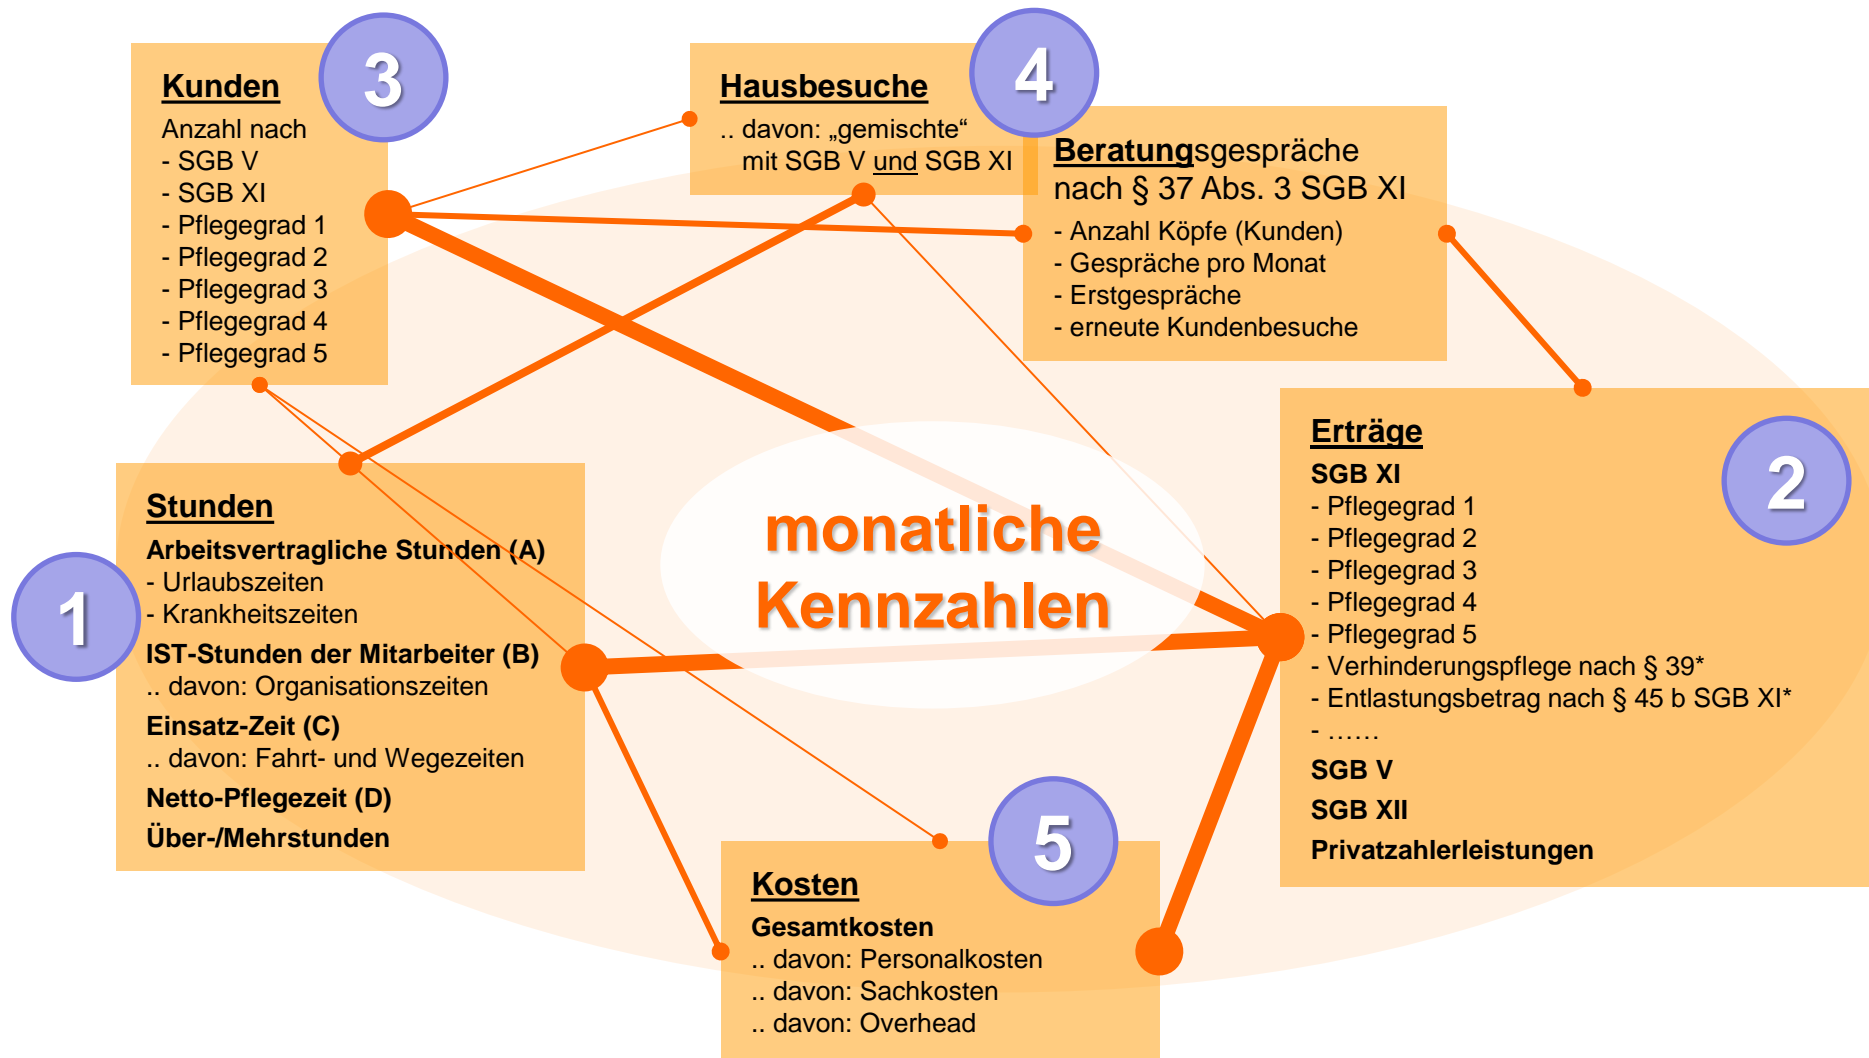 3
Kunden
Anzahl nach
- SGB V
- SGB XI
- Pflegegrad 1
- Pflegegrad 2
- Pflegegrad 3
- Pflegegrad 4
- Pflegegrad 5
4
Hausbesuche
.. davon: „gemischte“
mit SGB V und SGB XI
Beratungsgespräche
nach § 37 Abs. 3 SGB XI
- Anzahl Köpfe (Kunden)
- Gespräche pro Monat
- Erstgespräche
- erneute Kundenbesuche
1
Stunden
Arbeitsvertragliche Stunden (A)
- Urlaubszeiten
- Krankheitszeiten
IST-Stunden der Mitarbeiter (B)
.. davon: Organisationszeiten
Einsatz-Zeit (C)
.. davon: Fahrt- und Wegezeiten
Netto-Pflegezeit (D)
Über-/Mehrstunden
monatliche
Kennzahlen
2
Erträge
SGB XI
- Pflegegrad 1
- Pflegegrad 2
- Pflegegrad 3
- Pflegegrad 4
- Pflegegrad 5
- Verhinderungspflege nach § 39*
- Entlastungsbetrag nach § 45 b SGB XI*
- ……
SGB V
SGB XII
Privatzahlerleistungen
5
Kosten
Gesamtkosten
.. davon: Personalkosten
.. davon: Sachkosten
.. davon: Overhead